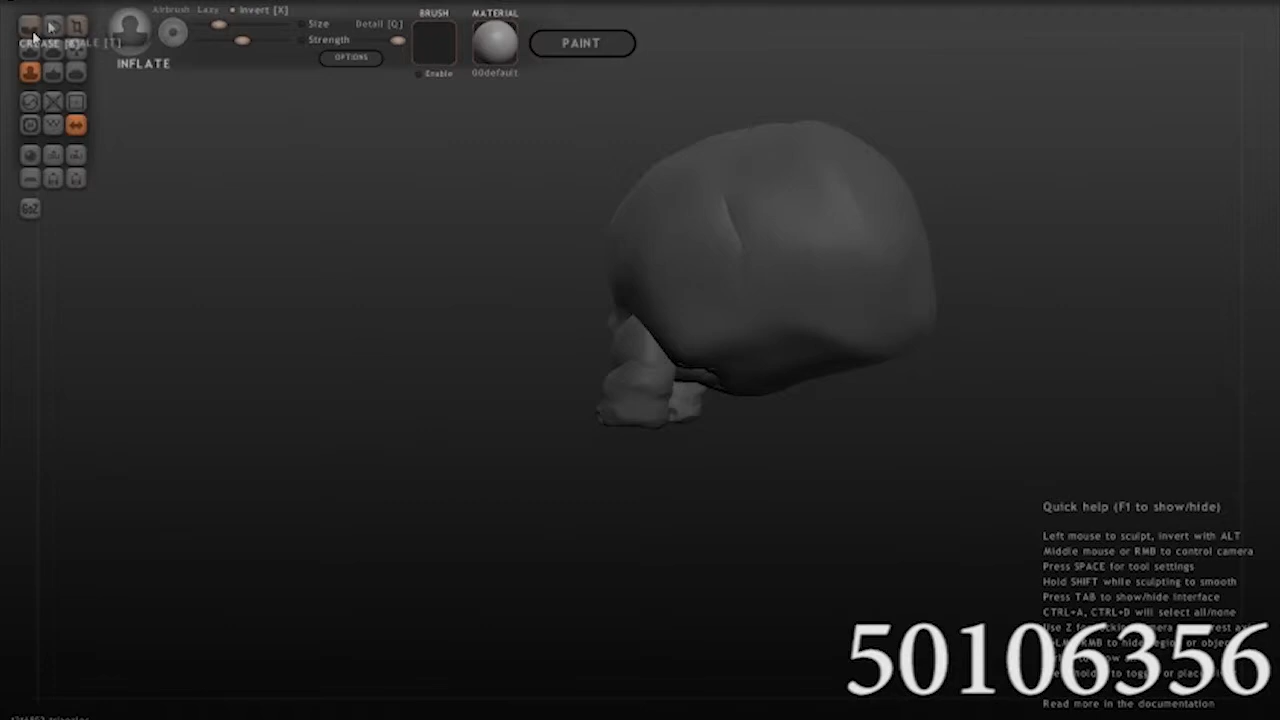 Airbrush Lazy Invert [X]
Size Detail [Q]
Strength
OPTIONS
INFLATE
BRUSH
Enable
MATERIAL
00default
PAINT
CREASE
[T]
GoZ
Quick help (F1 to show/hide)
Left mouse to sculpt, invert with ALT
Middle mouse or RMB to control camera
Press SPACE for tool settings
Hold SHIFT while sculpting to smooth
Press TAB to show/hide interface
CTRL+A, CTRL+D will select all/none
50106356
Read more in the documentation